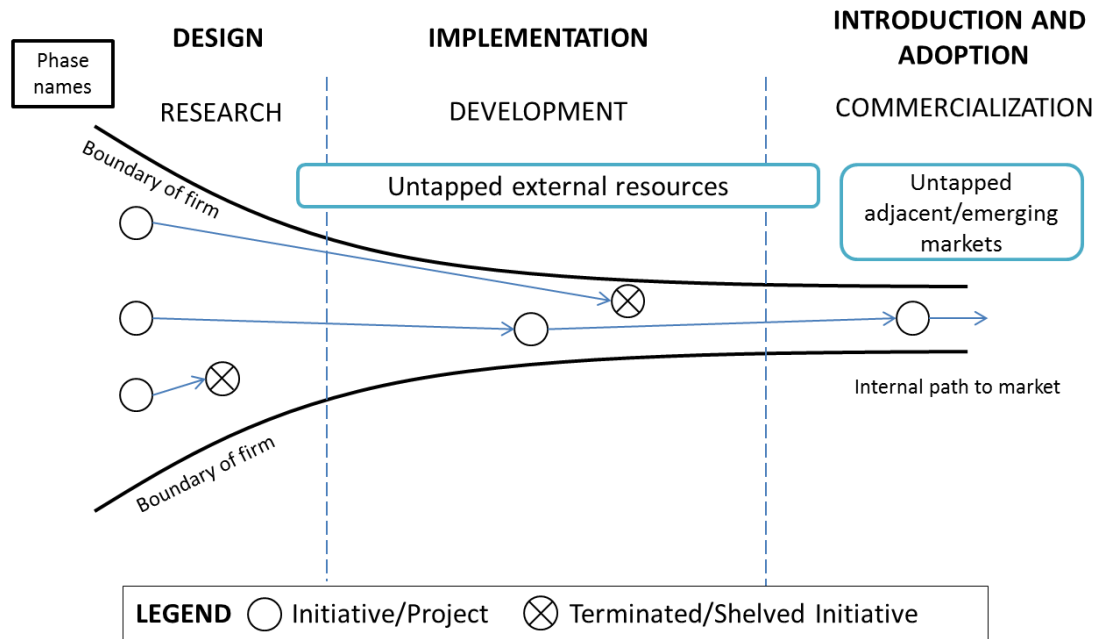 Phase
names
DESIGN
IMPLEMENTATION
INTRODUCTION AND
ADOPTION
RESEARCH
DEVELOPMENT
COMMERCIALIZATION
Boundary of firm
Untapped external resources
Untapped
adjacent/emerging
markets
Internal path to market
Boundary of firm
LEGEND Initiative/Project Terminated/Shelved Initiative